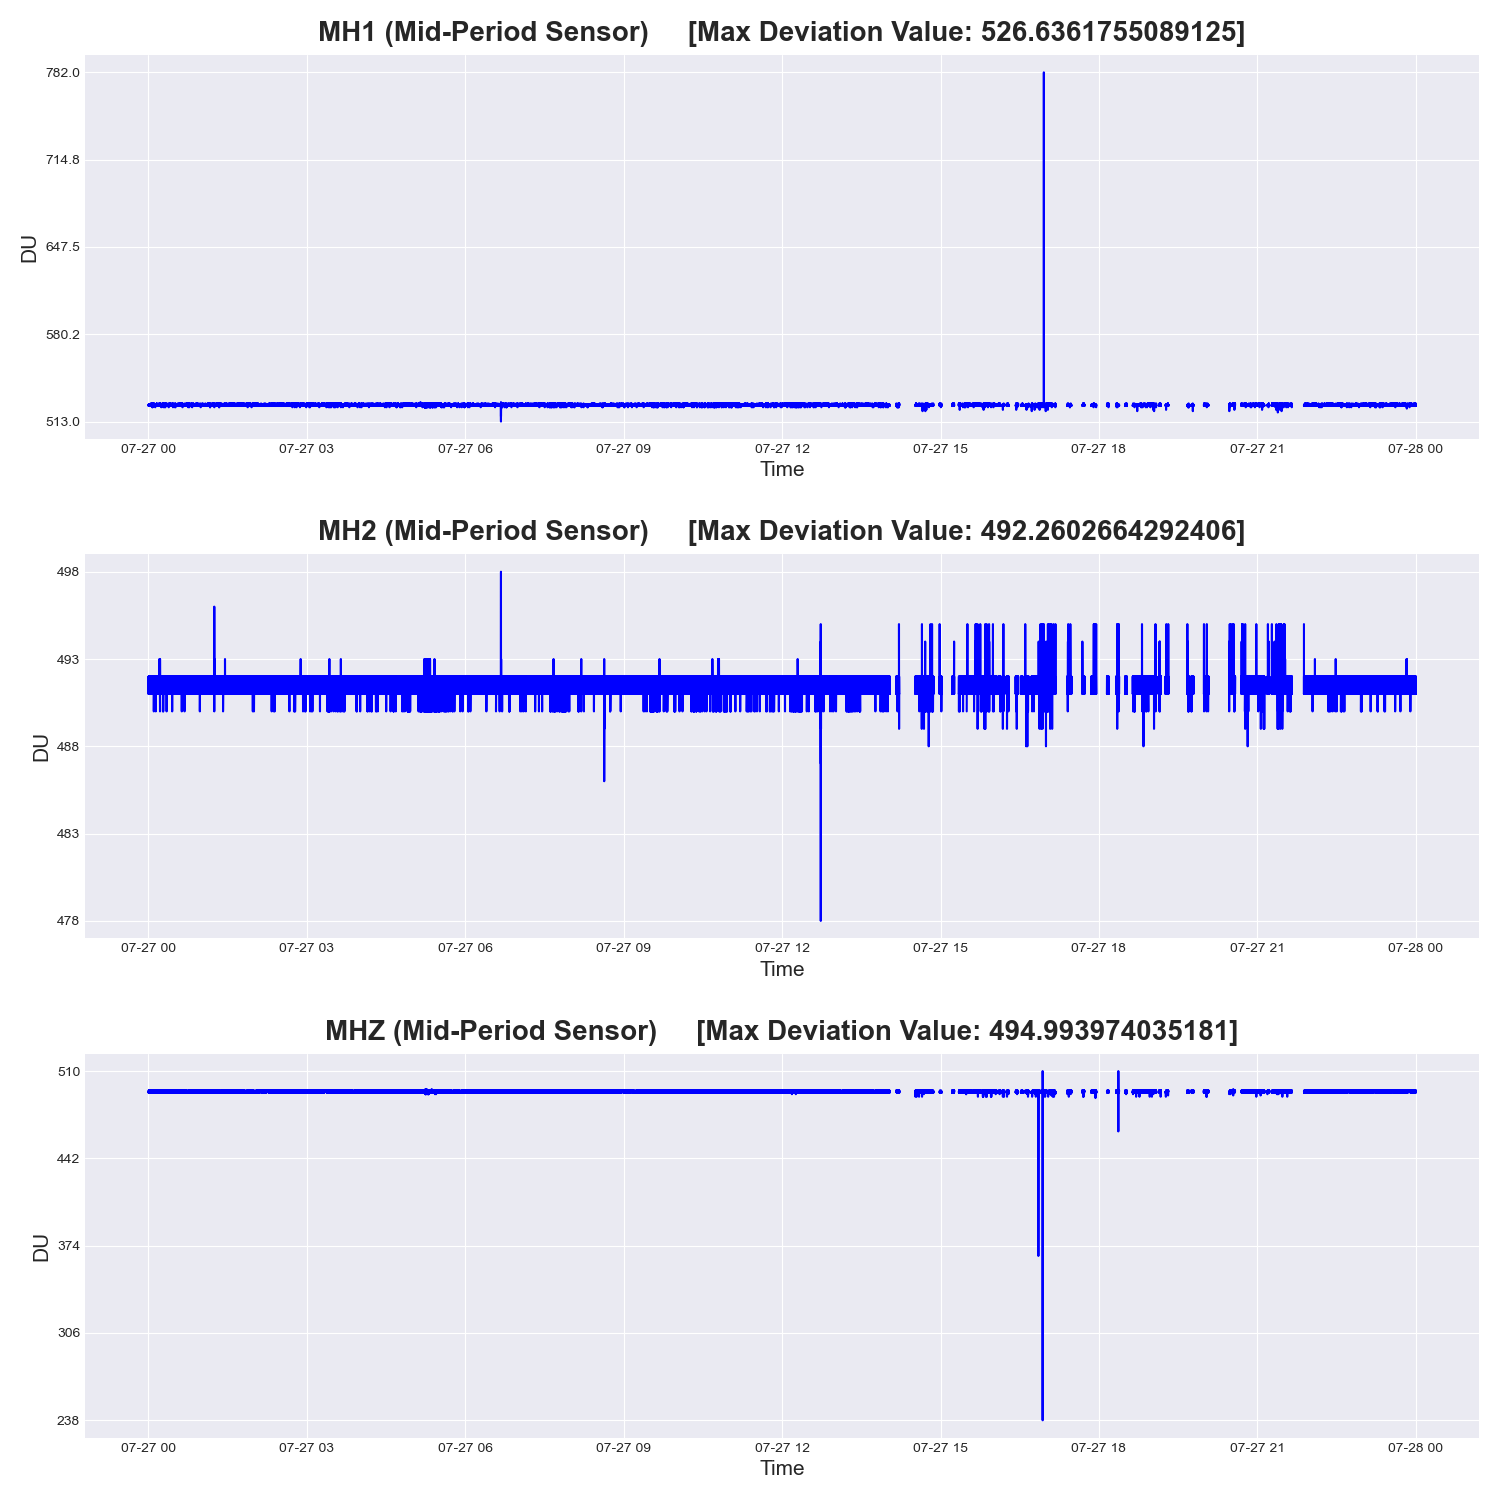 MH1 (Mid-Period Sensor) [Max Deviation Value: 526.6361755089125]
782.0
714.8
647.5
580.2
513.0
DU
07-27 00 07-27 03 07-27 06 07-27 09 07-27 12 07-27 15 07-27 18 07-27 21 07-28 00
Time
MH2 (Mid-Period Sensor) [Max Deviation Value: 492.2602664292406]
498
493
488
483
478
DU
07-27 00 07-27 03 07-27 06 07-27 09 07-27 12 07-27 15 07-27 18 07-27 21 07-28 00
Time
MHZ (Mid-Period Sensor) [Max Deviation Value: 494.993974035181]
510
442
374
306
238
DU
07-27 00 07-27 03 07-27 06 07-27 09 07-27 12 07-27 15 07-27 18 07-27 21 07-28 00
Time